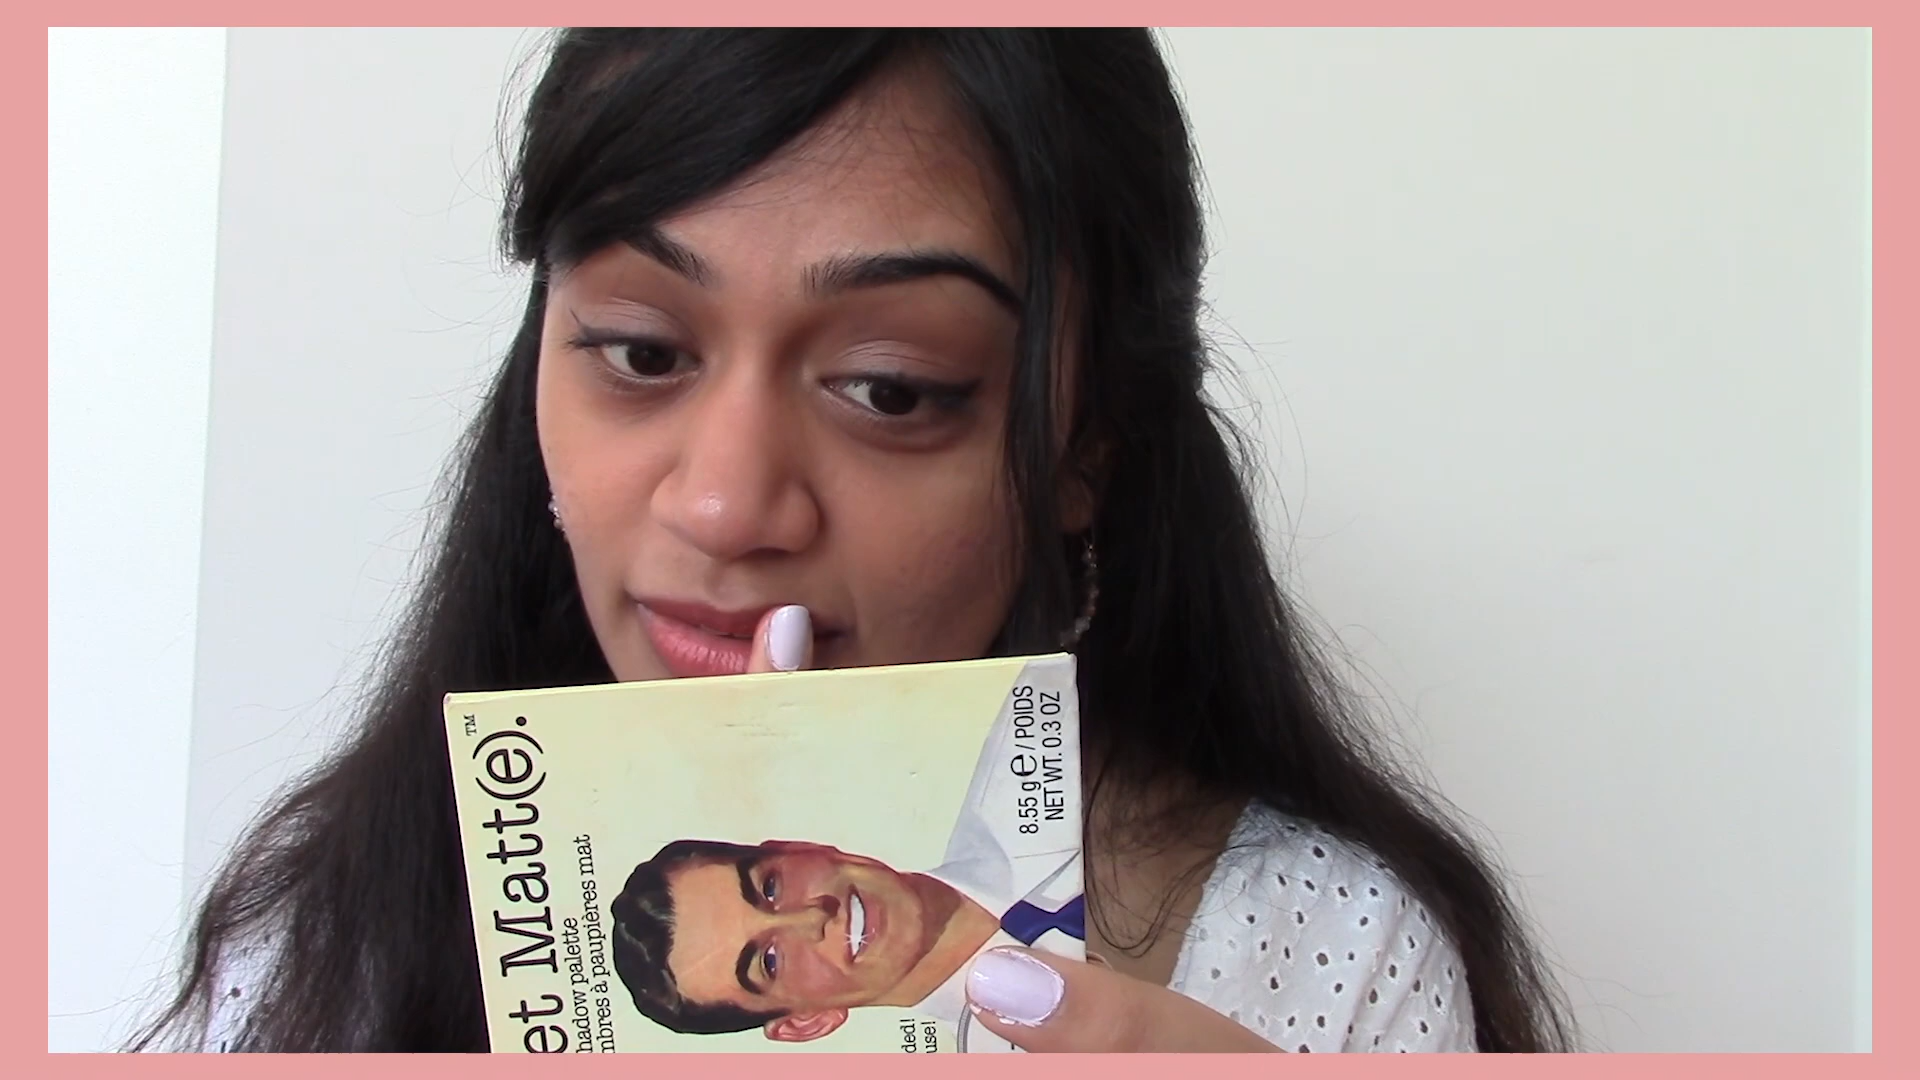 et Matt(e).™
hadow palette
mbres à paupières mat
8.55 g e / POIDS
NET WT. 0.3 OZ
ded!
use!